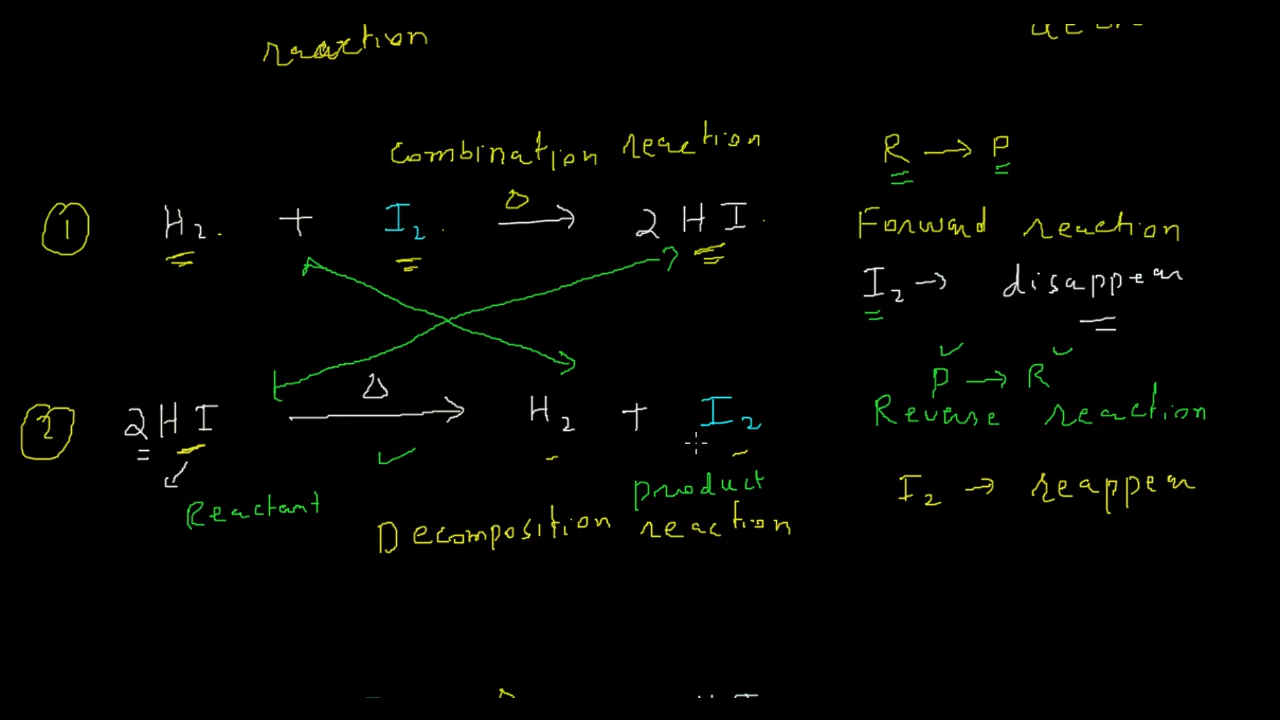 reaction
Combination reaction
R → P
① H₂ + I₂ Δ→ 2HI
Forward reaction
I₂ → disappear
P → R
② 2HI Δ→ H₂ + I₂
Reverse reaction
Reactant
product
I₂ → reappear
Decomposition reaction